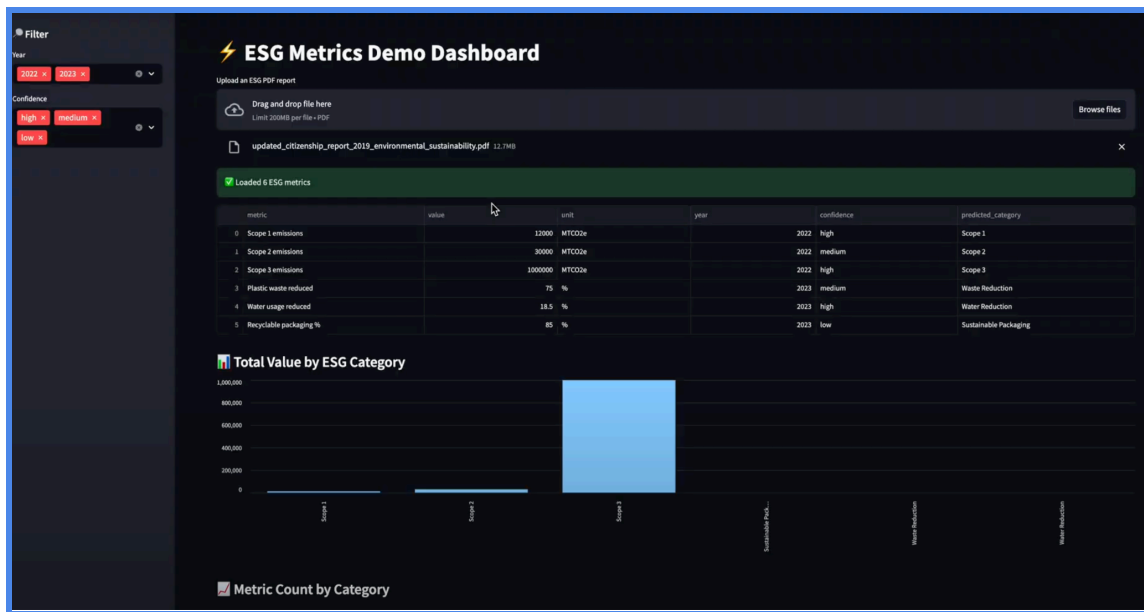 Filter
Year
2022 ×
2023 ×
Confidence
high ×
medium ×
low ×
ESG Metrics Demo Dashboard
Upload an ESG PDF report
Drag and drop file here
Limit 200MB per file • PDF
Browse files
updated_citizenship_report_2019_environmental_sustainability.pdf 12.7MB
Loaded 6 ESG metrics
metric value unit year confidence predicted_category
0 Scope 1 emissions 12000 MTCO2e 2022 high Scope 1
1 Scope 2 emissions 30000 MTCO2e 2022 medium Scope 2
2 Scope 3 emissions 1000000 MTCO2e 2022 high Scope 3
3 Plastic waste reduced 75 % 2023 medium Waste Reduction
4 Water usage reduced 18.5 % 2023 high Water Reduction
5 Recyclable packaging % 85 % 2023 low Sustainable Packaging
Total Value by ESG Category
1,000,000
800,000
600,000
400,000
200,000
0
Scope 1
Scope 2
Scope 3
Sustainable Pack...
Waste Reduction
Water Reduction
Metric Count by Category